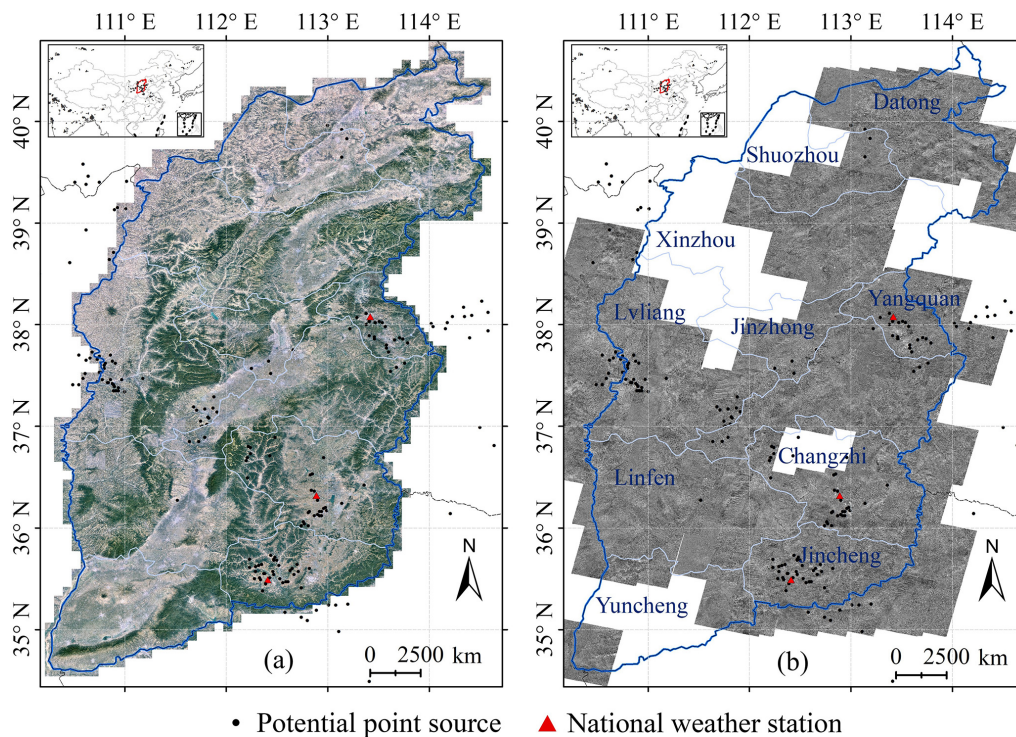 111° E 112° E 113° E 114° E 111° E 112° E 113° E 114° E
40° N
39° N
38° N
37° N
36° N
35° N
N
(a)
0 2500 km
40° N
39° N
38° N
37° N
36° N
35° N
Datong
Shuozhou
Xinzhou
Lvliang
Yangquan
Jinzhong
Changzhi
Linfen
Jincheng
Yuncheng
N
(b)
0 2500 km
Potential point source
National weather station